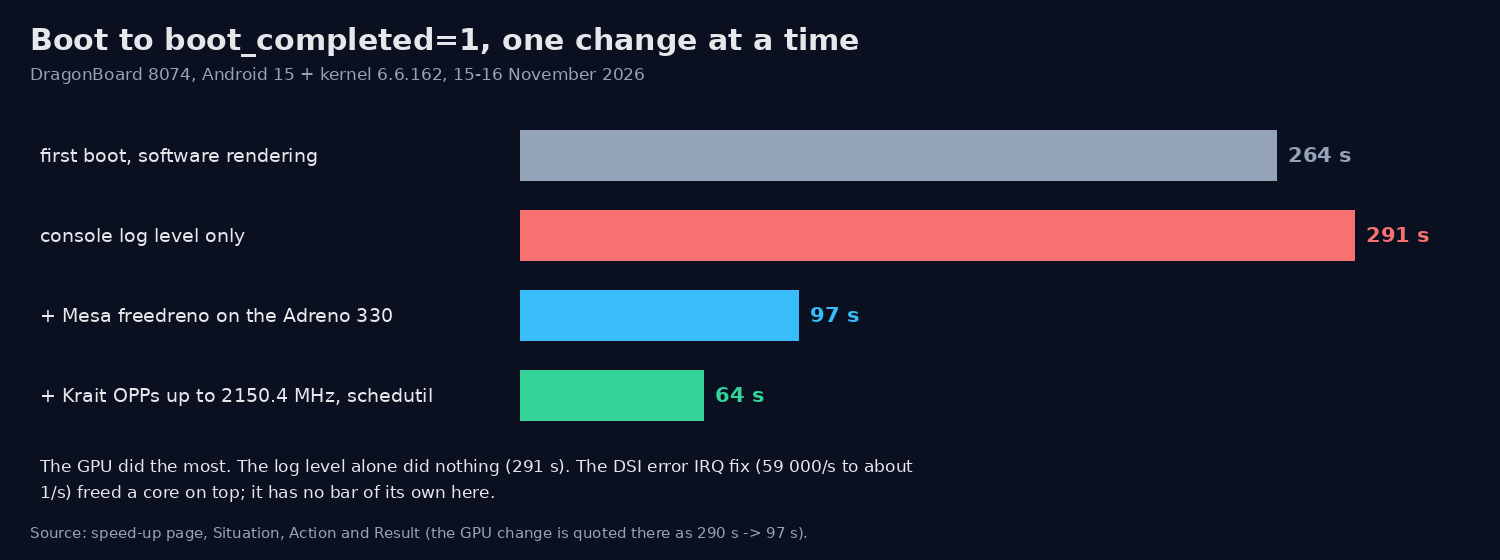 Boot to boot_completed=1, one change at a time
DragonBoard 8074, Android 15 + kernel 6.6.162, 15-16 November 2026
first boot, software rendering
264 s
console log level only
291 s
+ Mesa freedreno on the Adreno 330
97 s
+ Krait OPPs up to 2150.4 MHz, schedutil
64 s
The GPU did the most. The log level alone did nothing (291 s). The DSI error IRQ fix (59 000/s to about
1/s) freed a core on top; it has no bar of its own here.
Source: speed-up page, Situation, Action and Result (the GPU change is quoted there as 290 s -> 97 s).